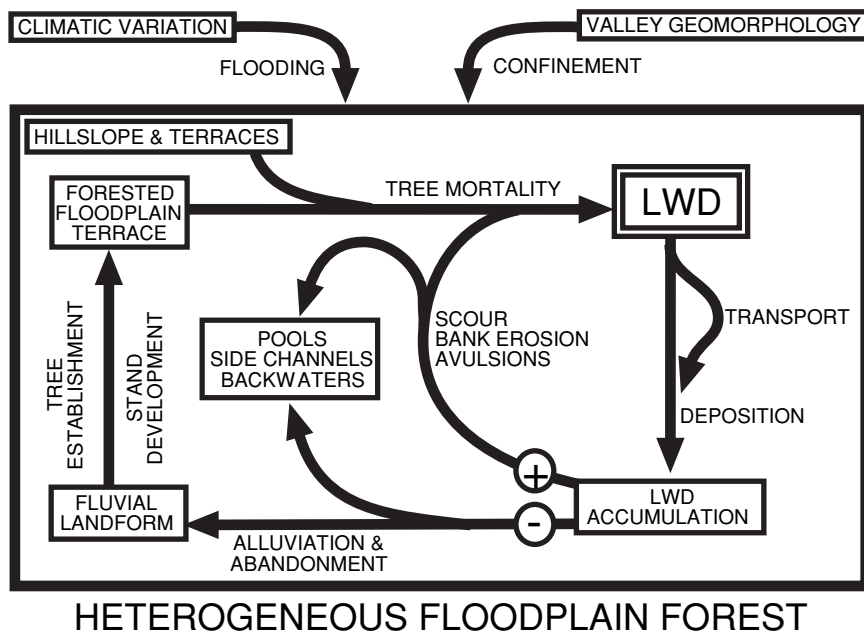 CLIMATIC VARIATION
VALLEY GEOMORPHOLOGY
FLOODING
CONFINEMENT
HILLSLOPE & TERRACES
FORESTED
FLOODPLAIN
TERRACE
TREE MORTALITY
LWD
SCOUR
BANK EROSION
AVULSIONS
TRANSPORT
POOLS
SIDE CHANNELS
BACKWATERS
TREE
ESTABLISHMENT
STAND
DEVELOPMENT
DEPOSITION
+
LWD
ACCUMULATION
-
FLUVIAL
LANDFORM
ALLUVIATION &
ABANDONMENT
HETEROGENEOUS FLOODPLAIN FOREST